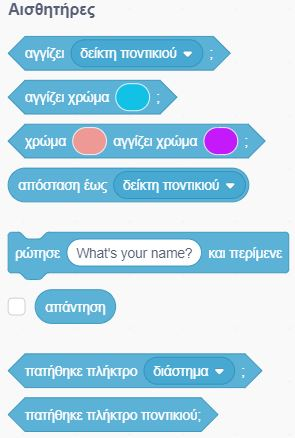 Αισθητήρες
αγγίζει δείκτη ποντικιού ;
αγγίζει χρώμα ;
χρώμα αγγίζει χρώμα ;
απόσταση έως δείκτη ποντικιού
ρώτησε What's your name? και περίμενε
απάντηση
πατήθηκε πλήκτρο διάστημα ;
πατήθηκε πλήκτρο ποντικιού;